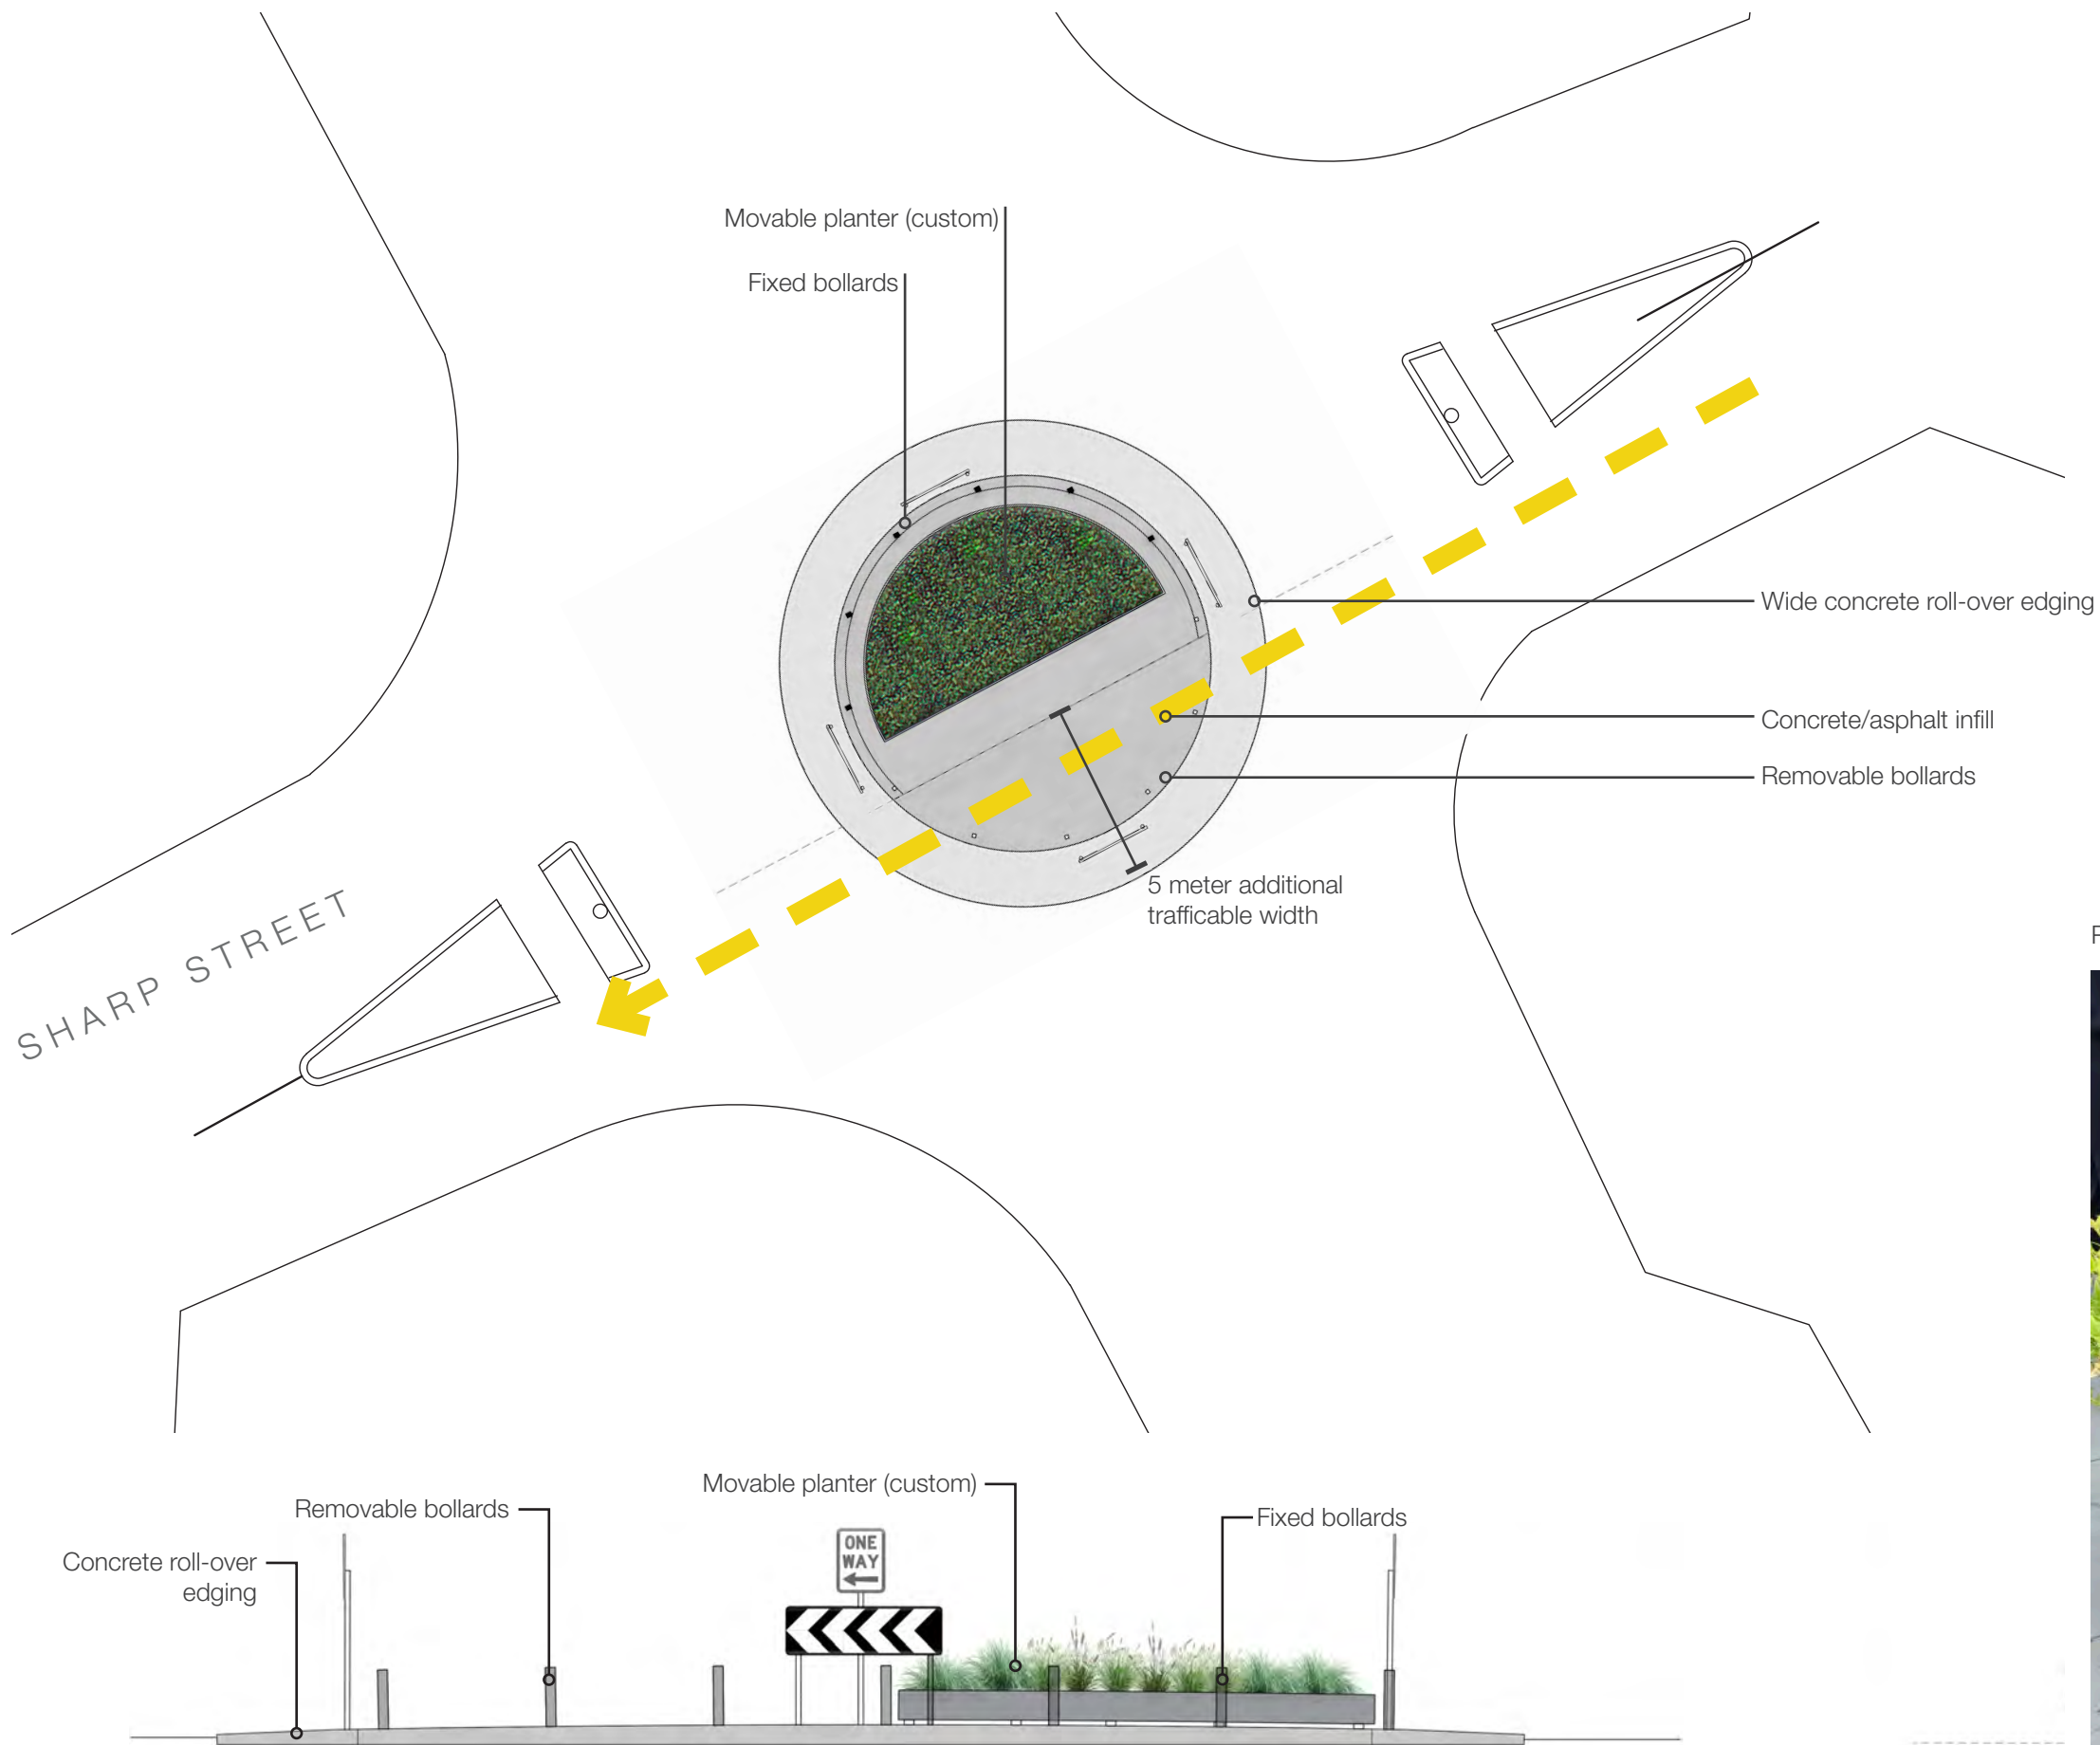 Movable planter (custom)
Fixed bollards
Wide concrete roll-over edging
Concrete/asphalt infill
Removable bollards
5 meter additional
trafficable width
SHARP STREET
Movable planter (custom)
Removable bollards
Fixed bollards
Concrete roll-over
edging
ONE
WAY